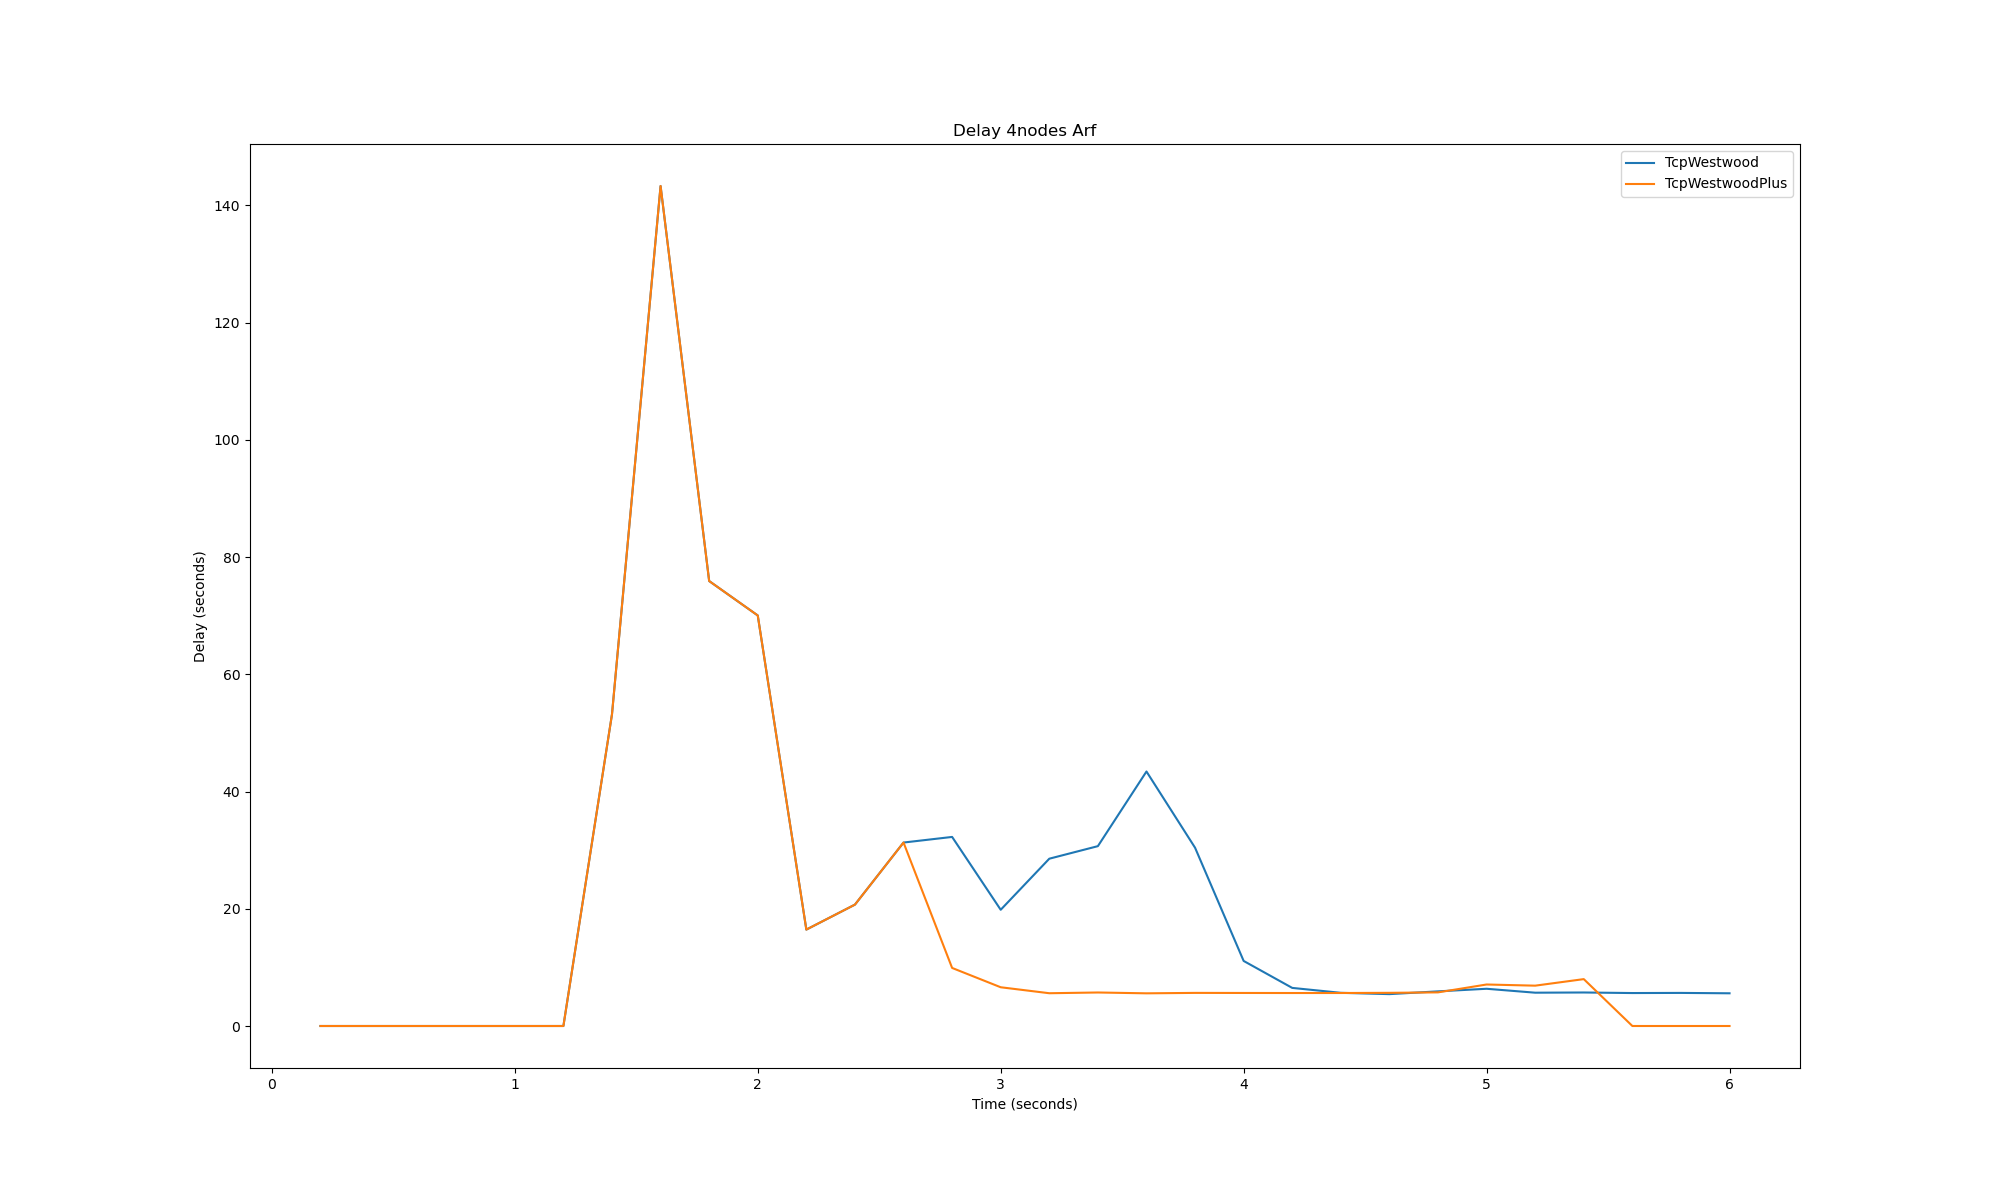 Delay 4nodes Arf
TcpWestwood
TcpWestwoodPlus
Delay (seconds)
140
120
100
80
60
40
20
0
0 1 2 3 4 5 6
Time (seconds)